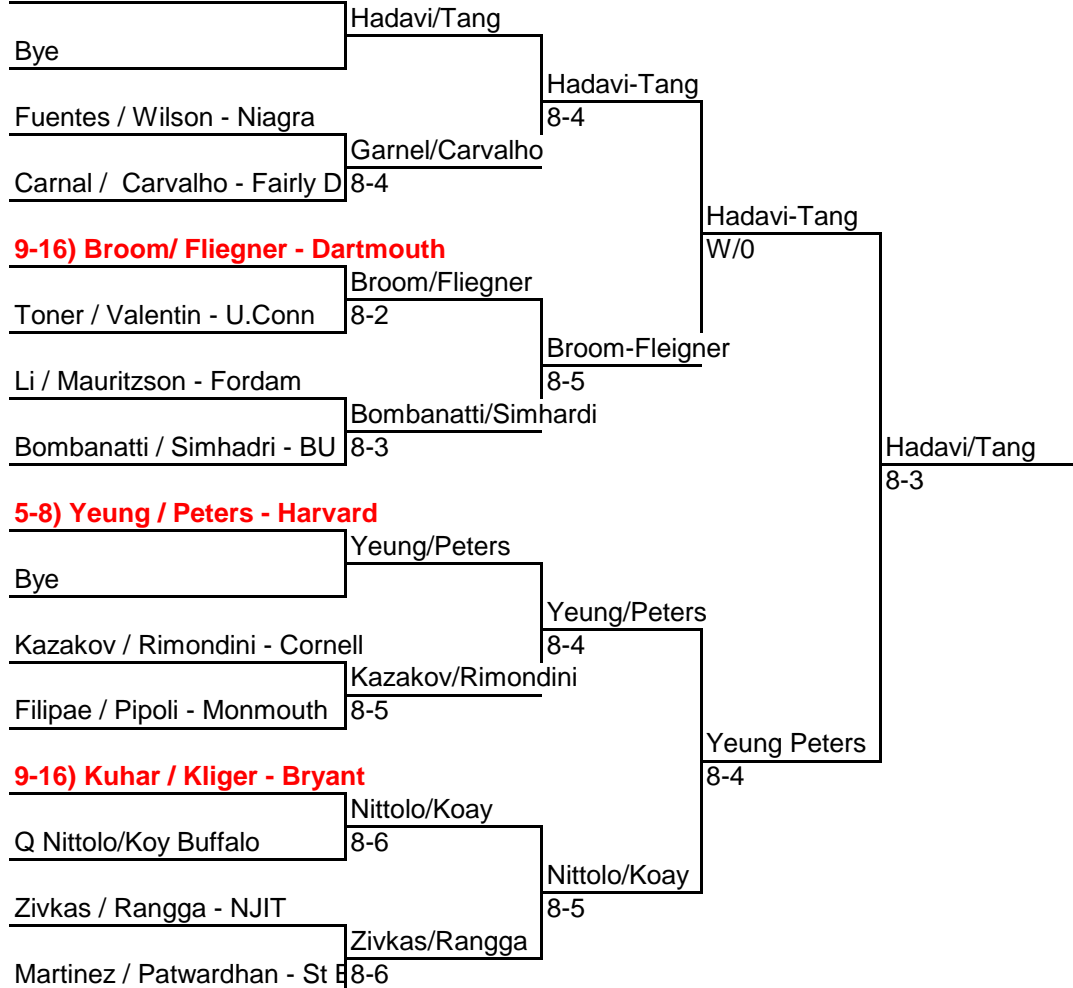 Hadavi/Tang
Bye
Hadavi-Tang
8-4
Fuentes / Wilson - Niagra
Garnel/Carvalho
Carnal /  Carvalho - Fairly D
8-4
Hadavi-Tang
W/0
9-16) Broom/ Fliegner - Dartmouth
Broom/Fliegner
Toner / Valentin - U.Conn
8-2
Broom-Fleigner
8-5
Li / Mauritzson - Fordam
Bombanatti/Simhardi
Bombanatti / Simhadri - BU
8-3
Hadavi/Tang
8-3
5-8) Yeung / Peters - Harvard
Yeung/Peters
Bye
Yeung/Peters
8-4
Kazakov / Rimondini - Cornell
Kazakov/Rimondini
Filipae / Pipoli - Monmouth
8-5
Yeung Peters
8-4
9-16) Kuhar / Kliger - Bryant
Nittolo/Koay
Q Nittolo/Koy Buffalo
8-6
Nittolo/Koay
8-5
Zivkas / Rangga - NJIT
Zivkas/Rangga
Martinez / Patwardhan - St
8-6